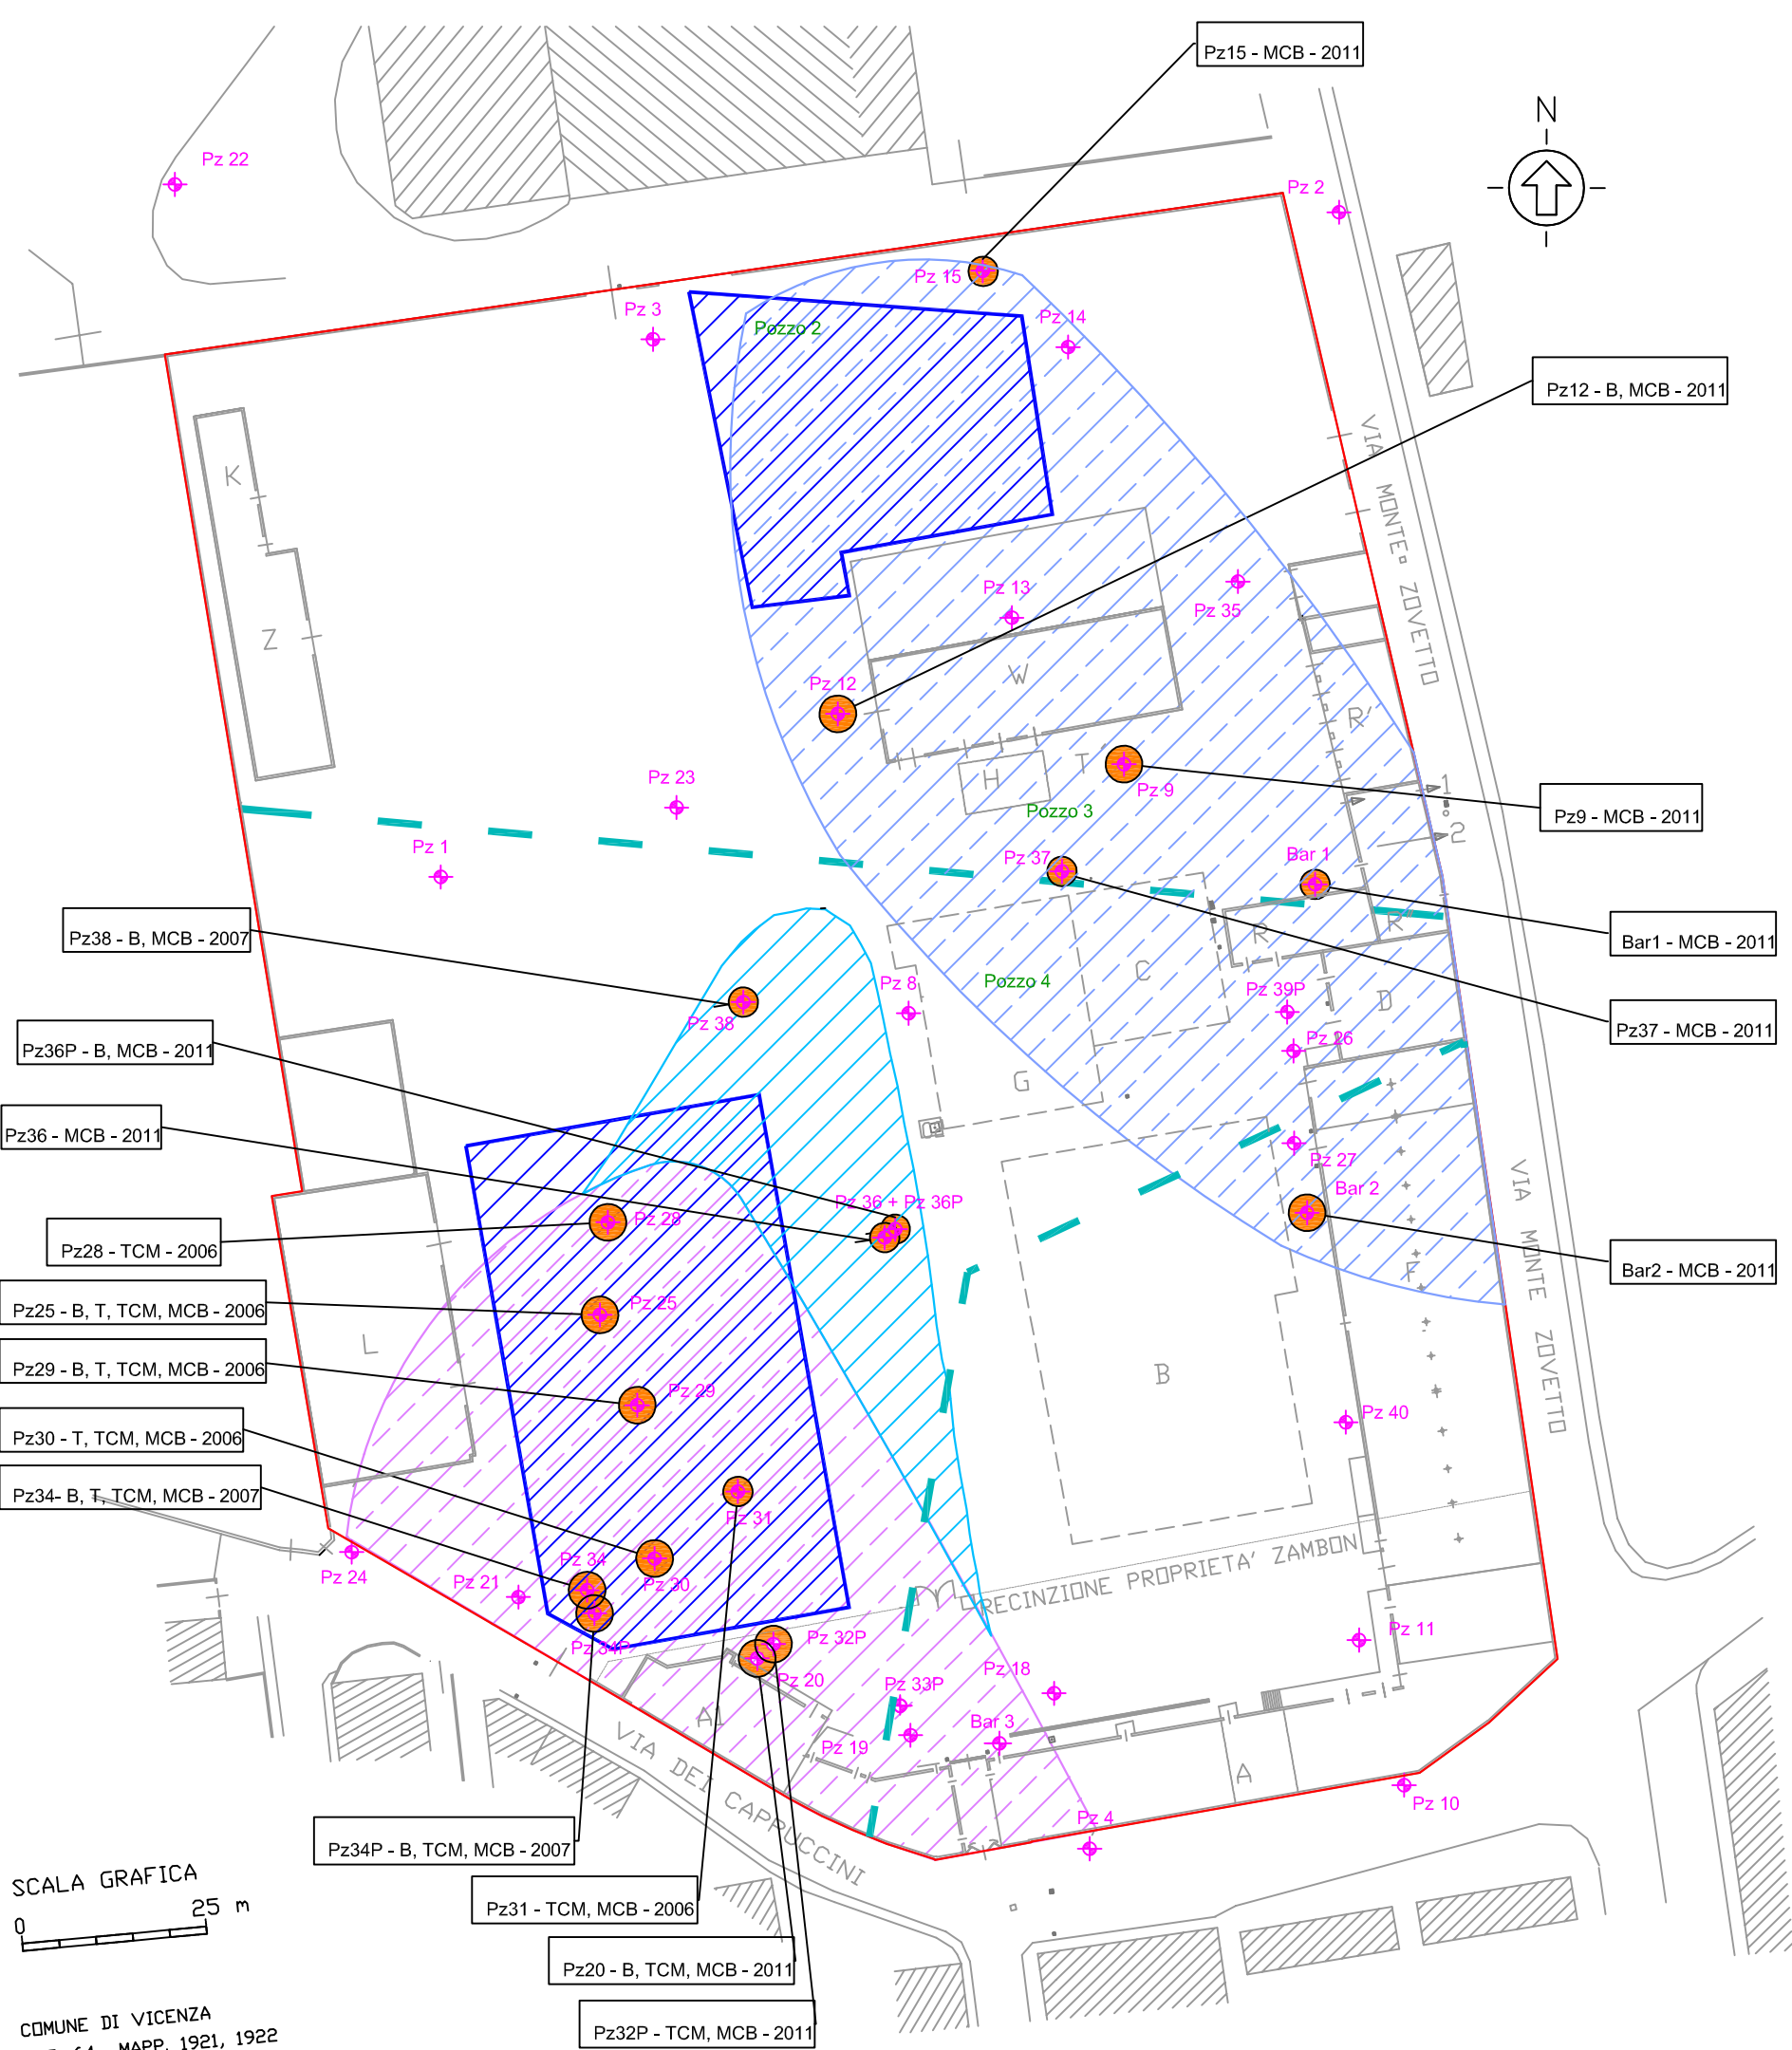 Pz15 - MCB - 2011
N
Pz 22
Pz 2
Pz 15
Pz 3
Pozzo 2
Pz 14
Pz12 - B, MCB - 2011
VIA MONTE ZOVETTO
K
Pz 13
Pz 35
Z
W
Pz 12
R'
Pz 23
H
T
Pz 9
1
Pz9 - MCB - 2011
Pozzo 3
2
Pz 1
Pz 37
Bar 1
Pz38 - B, MCB - 2007
R
R"
Bar1 - MCB - 2011
C
Pozzo 4
Pz 8
Pz 39P
D
Pz 38
Pz37 - MCB - 2011
Pz36P - B, MCB - 2011
Pz 26
G
Pz36 - MCB - 2011
Pz 27
VIA MONTE ZOVETTO
Bar 2
Pz 36 + Pz 36P
Pz 28
Pz28 - TCM - 2006
Bar2 - MCB - 2011
F
Pz25 - B, T, TCM, MCB - 2006
Pz 25
L
Pz29 - B, T, TCM, MCB - 2006
B
Pz 29
Pz 40
Pz30 - T, TCM, MCB - 2006
Pz34- B, T, TCM, MCB - 2007
Pz 31
RECINZIONE PROPRIETA' ZAMBON
Pz 34
Pz 24
Pz 21
Pz 30
Pz 34P
Pz 32P
Pz 11
Pz 20
Pz 18
Pz 33P
A1
Bar 3
Pz 19
VIA DEI CAPPUCCINI
A
Pz 10
Pz 4
Pz34P - B, TCM, MCB - 2007
SCALA GRAFICA
0 25 m
Pz31 - TCM, MCB - 2006
Pz20 - B, TCM, MCB - 2011
Pz32P - TCM, MCB - 2011
COMUNE DI VICENZA
64 MAPP. 1921, 1922